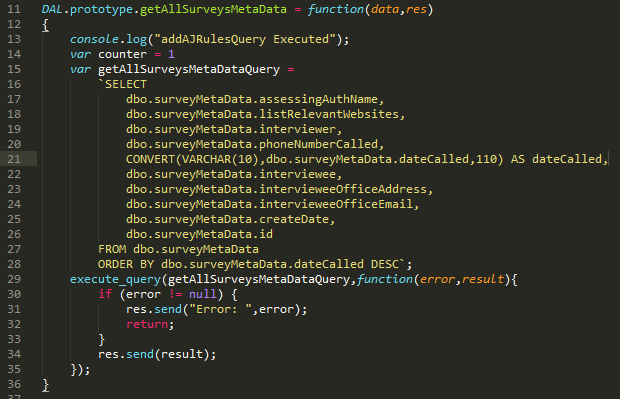 11 DAL.prototype.getAllSurveysMetaData = function(data,res)
12 {
13     console.log("addAJRulesQuery Executed");
14     var counter = 1
15     var getAllSurveysMetaDataQuery =
16         `SELECT
17             dbo.surveyMetaData.assessingAuthName,
18             dbo.surveyMetaData.listRelevantWebsites,
19             dbo.surveyMetaData.interviewer,
20             dbo.surveyMetaData.phoneNumberCalled,
21             CONVERT(VARCHAR(10),dbo.surveyMetaData.dateCalled,110) AS dateCalled,
22             dbo.surveyMetaData.interviewee,
23             dbo.surveyMetaData.intervieweeOfficeAddress,
24             dbo.surveyMetaData.intervieweeOfficeEmail,
25             dbo.surveyMetaData.createDate,
26             dbo.surveyMetaData.id
27         FROM dbo.surveyMetaData
28         ORDER BY dbo.surveyMetaData.dateCalled DESC`;
29     execute_query(getAllSurveysMetaDataQuery,function(error,result){
30         if (error != null) {
31             res.send("Error: ",error);
32             return;
33         }
34         res.send(result);
35     });
36 }